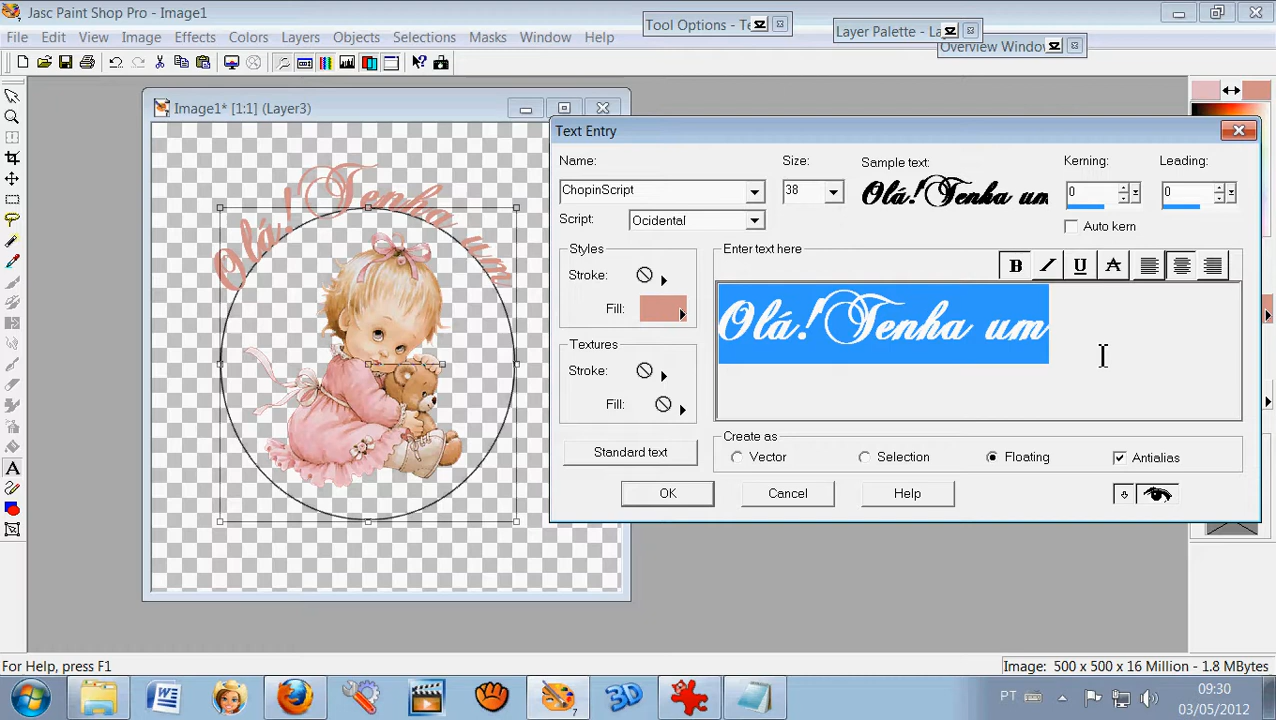 Jasc Paint Shop Pro - Image1
Tool Options - Te
Layer Palette - La
Overview Window
File Edit View Image Effects Colors Layers Objects Selections Masks Window Help
Image1* [1:1] (Layer3)
Olá!Tenha um
Text Entry
Name:
Size:
Sample text:
Kerning:
Leading:
ChopinScript
38
Olá!Tenha um
0
0
Script:
Ocidental
Auto kern
Styles
Enter text here
Stroke:
B I U A
Fill:
Olá!Tenha um
Textures
Stroke:
Fill:
Standard text
Create as
Vector
Selection
Floating
Antialias
OK
Cancel
Help
For Help, press F1
Image: 500 x 500 x 16 Million - 1.8 MBytes
PT
09:30
03/05/2012
7
3D